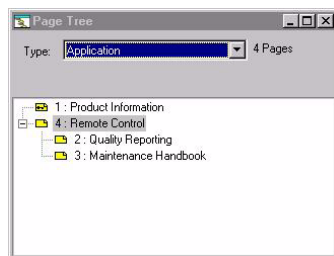 Page Tree
Type: Application 4 Pages
1 : Product Information
4 : Remote Control
2 : Quality Reporting
3 : Maintenance Handbook